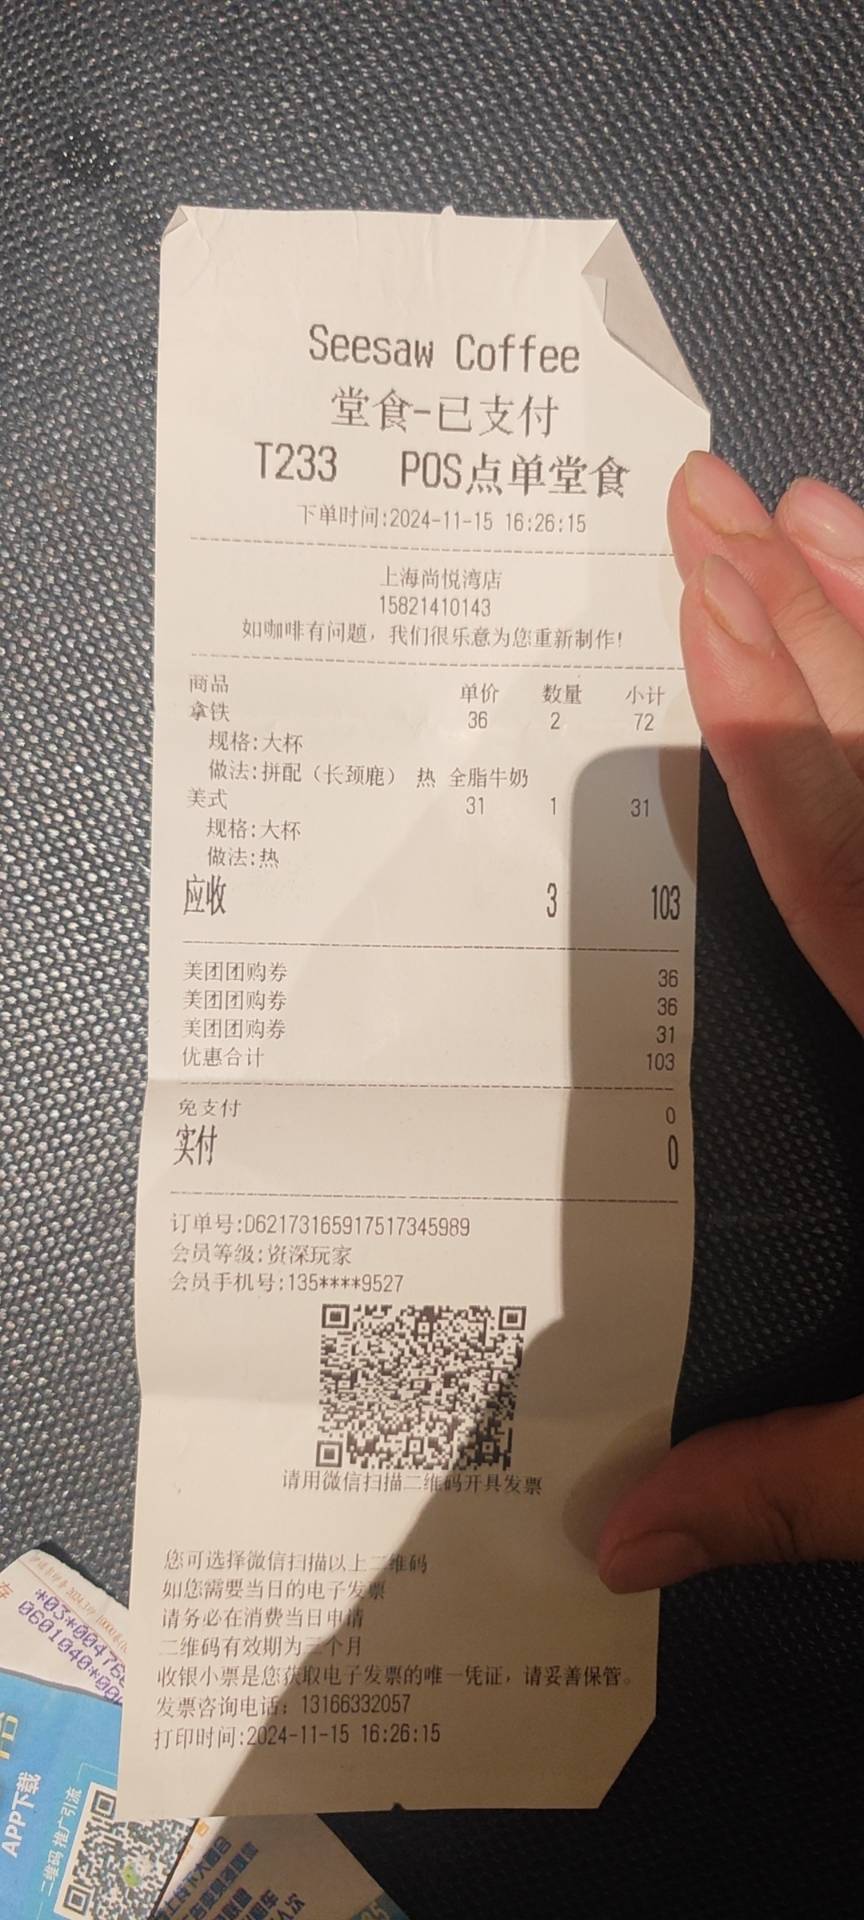 Seesaw Coffee
堂食-已支付
T233 POS点单堂食
下单时间:2024-11-15 16:26:15
上海尚悦湾店
15821410143
如咖啡有问题，我们很乐意为您重新制作!
商品 单价 数量 小计
拿铁 36 2 72
规格:大杯
做法:拼配（长颈鹿） 热 全脂牛奶
美式 31 1 31
规格:大杯
做法:热
应收 3 103
美团团购券 36
美团团购券 36
美团团购券 31
优惠合计 103
免支付 0
实付 0
订单号:D62173165917517345989
会员等级:资深玩家
会员手机号:135****9527
请用微信扫描二维码开具发票
您可选择微信扫描以上二维码
如您需要当日的电子发票
请务必在消费当日申请
二维码有效期为三个月
收银小票是您获取电子发票的唯一凭证，请妥善保管。
发票咨询电话：13166332057
打印时间:2024-11-15 16:26:15
APP下载
二维码 推广引流